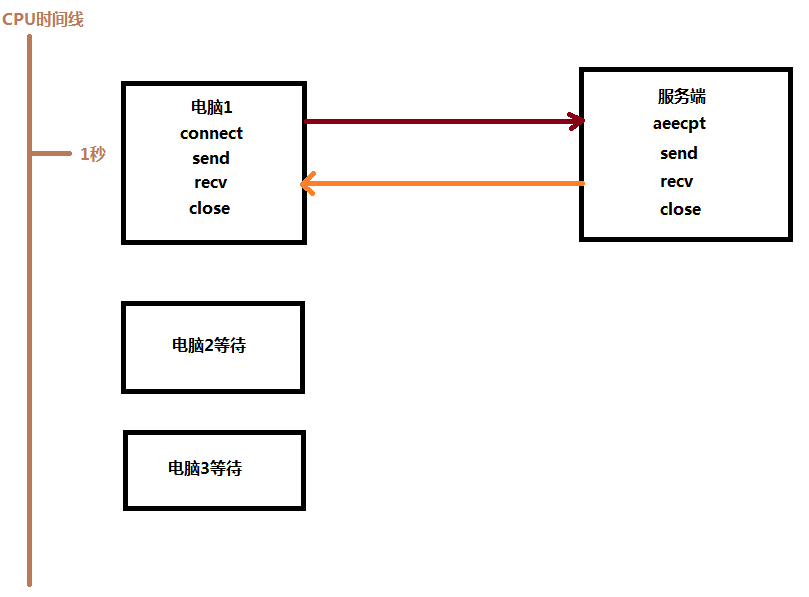 CPU时间线
1秒
电脑1
connect
send
recv
close
服务端
aeecpt
send
recv
close
电脑2等待
电脑3等待